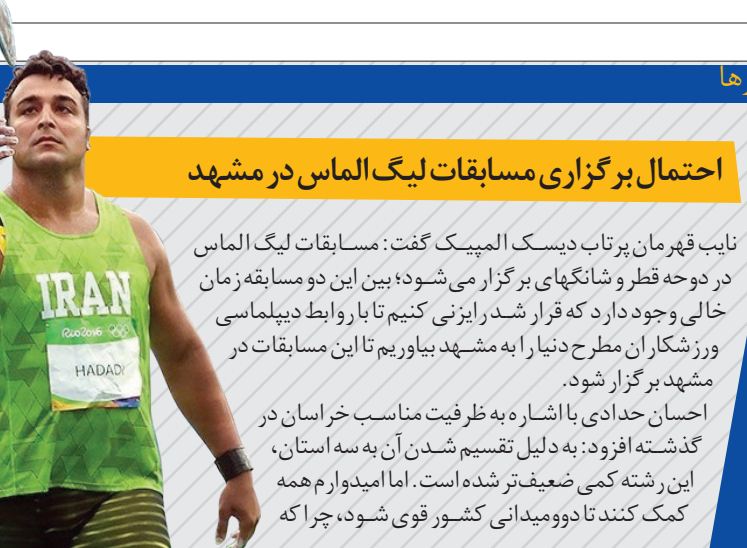 احتمال برگزاری مسابقات لیگ الماس در مشهد
نایب قهرمان پرتاب دیسک المپیک گفت: مسابقات لیگ الماس
در دوحه قطر و شانگهای برگزار می‌شود؛ بین این دو مسابقه زمان
خالی وجود دارد که قرار شد رایزنی کنیم تا با روابط دیپلماسی
ورزشکاران مطرح دنیا را به مشهد بیاوریم تا این مسابقات در
مشهد برگزار شود.
احسان حدادی با اشاره به ظرفیت مناسب خراسان در
گذشته افزود: به دلیل تقسیم شدن آن به سه استان،
این رشته کمی ضعیف‌تر شده است. اما امیدوارم همه
کمک کنند تا دوومیدانی کشور قوی شود، چرا که
IRAN
Rio2016
HADADI